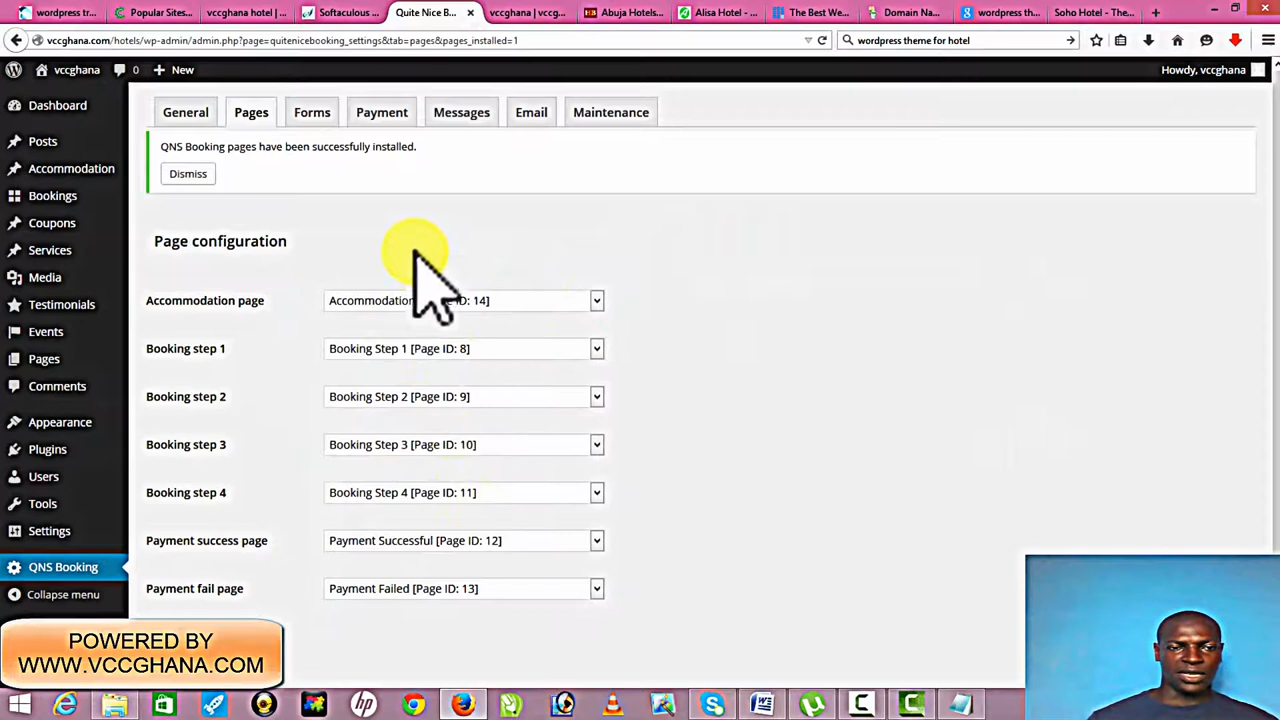 wordpress tr...
Popular Sites...
vccghana hotel | ...
Softaculous ...
Quite Nice B...
vccghana | vccg...
Abuja Hotels...
Alisa Hotel - ...
The Best We...
Domain Na...
wordpress th...
Soho Hotel - The...
vccghana.com/hotels/wp-admin/admin.php?page=quitenicebooking_settings&tab=pages&pages_installed=1
wordpress theme for hotel
vccghana
0
New
Howdy, vccghana
Dashboard
Posts
Accommodation
Bookings
Coupons
Services
Media
Testimonials
Events
Pages
Comments
Appearance
Plugins
Users
Tools
Settings
QNS Booking
Collapse menu
General
Pages
Forms
Payment
Messages
Email
Maintenance
QNS Booking pages have been successfully installed.
Dismiss
Page configuration
Accommodation page
Accommodation ID: 14]
Booking step 1
Booking Step 1 [Page ID: 8]
Booking step 2
Booking Step 2 [Page ID: 9]
Booking step 3
Booking Step 3 [Page ID: 10]
Booking step 4
Booking Step 4 [Page ID: 11]
Payment success page
Payment Successful [Page ID: 12]
Payment fail page
Payment Failed [Page ID: 13]
POWERED BY
WWW.VCCGHANA.COM